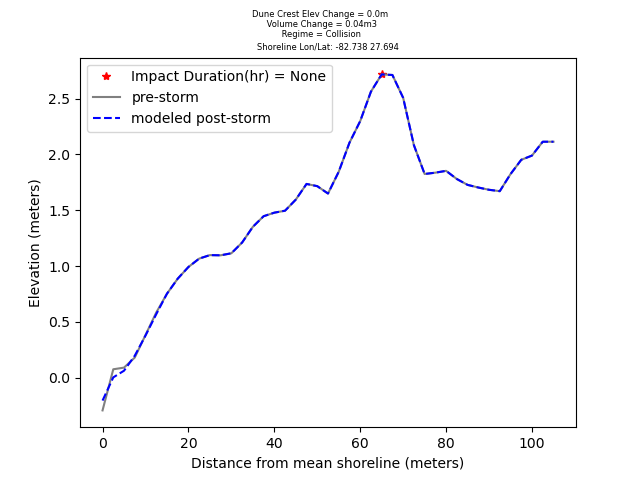 Dune Crest Elev Change = 0.0m
Volume Change = 0.04m3
Regime = Collision
Shoreline Lon/Lat: -82.738 27.694
Impact Duration(hr) = None
pre-storm
modeled post-storm
2.5
2.0
1.5
1.0
0.5
0.0
Elevation (meters)
0 20 40 60 80 100
Distance from mean shoreline (meters)